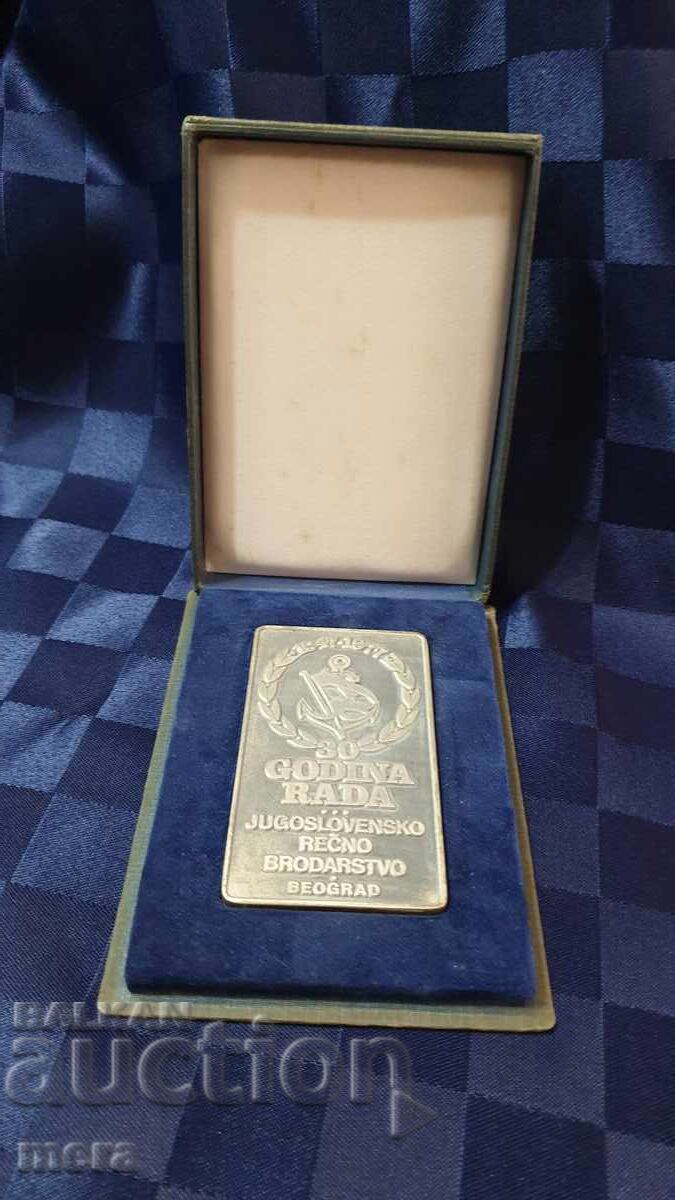 30
GODINA
RADA
JUGOSLOVENSKO
REČNO
BRODARSTVO
BEOGRAD
BALKAN
auction
mera